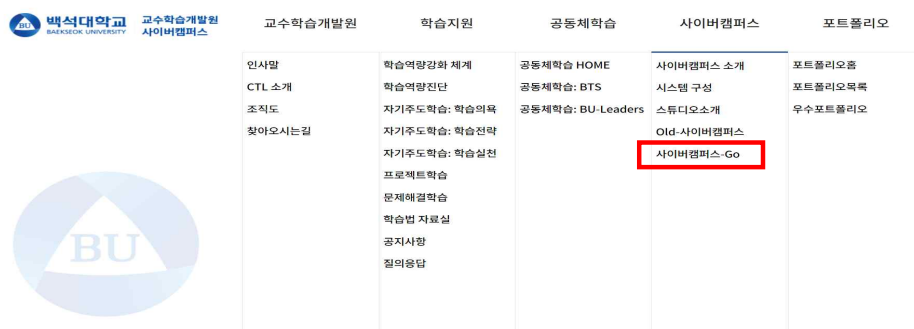 백석대학교
BAEKSEOK UNIVERSITY
교수학습개발원
사이버캠퍼스
교수학습개발원
학습지원
공동체학습
사이버캠퍼스
포트폴리오
인사말
CTL 소개
조직도
찾아오시는길
학습역량강화 체계
학습역량진단
자기주도학습: 학습의욕
자기주도학습: 학습전략
자기주도학습: 학습실천
프로젝트학습
문제해결학습
학습법 자료실
공지사항
질의응답
공동체학습 HOME
공동체학습: BTS
공동체학습: BU-Leaders
사이버캠퍼스 소개
시스템 구성
스튜디오소개
Old-사이버캠퍼스
사이버캠퍼스-Go
포트폴리오홈
포트폴리오목록
우수포트폴리오
BU
BU